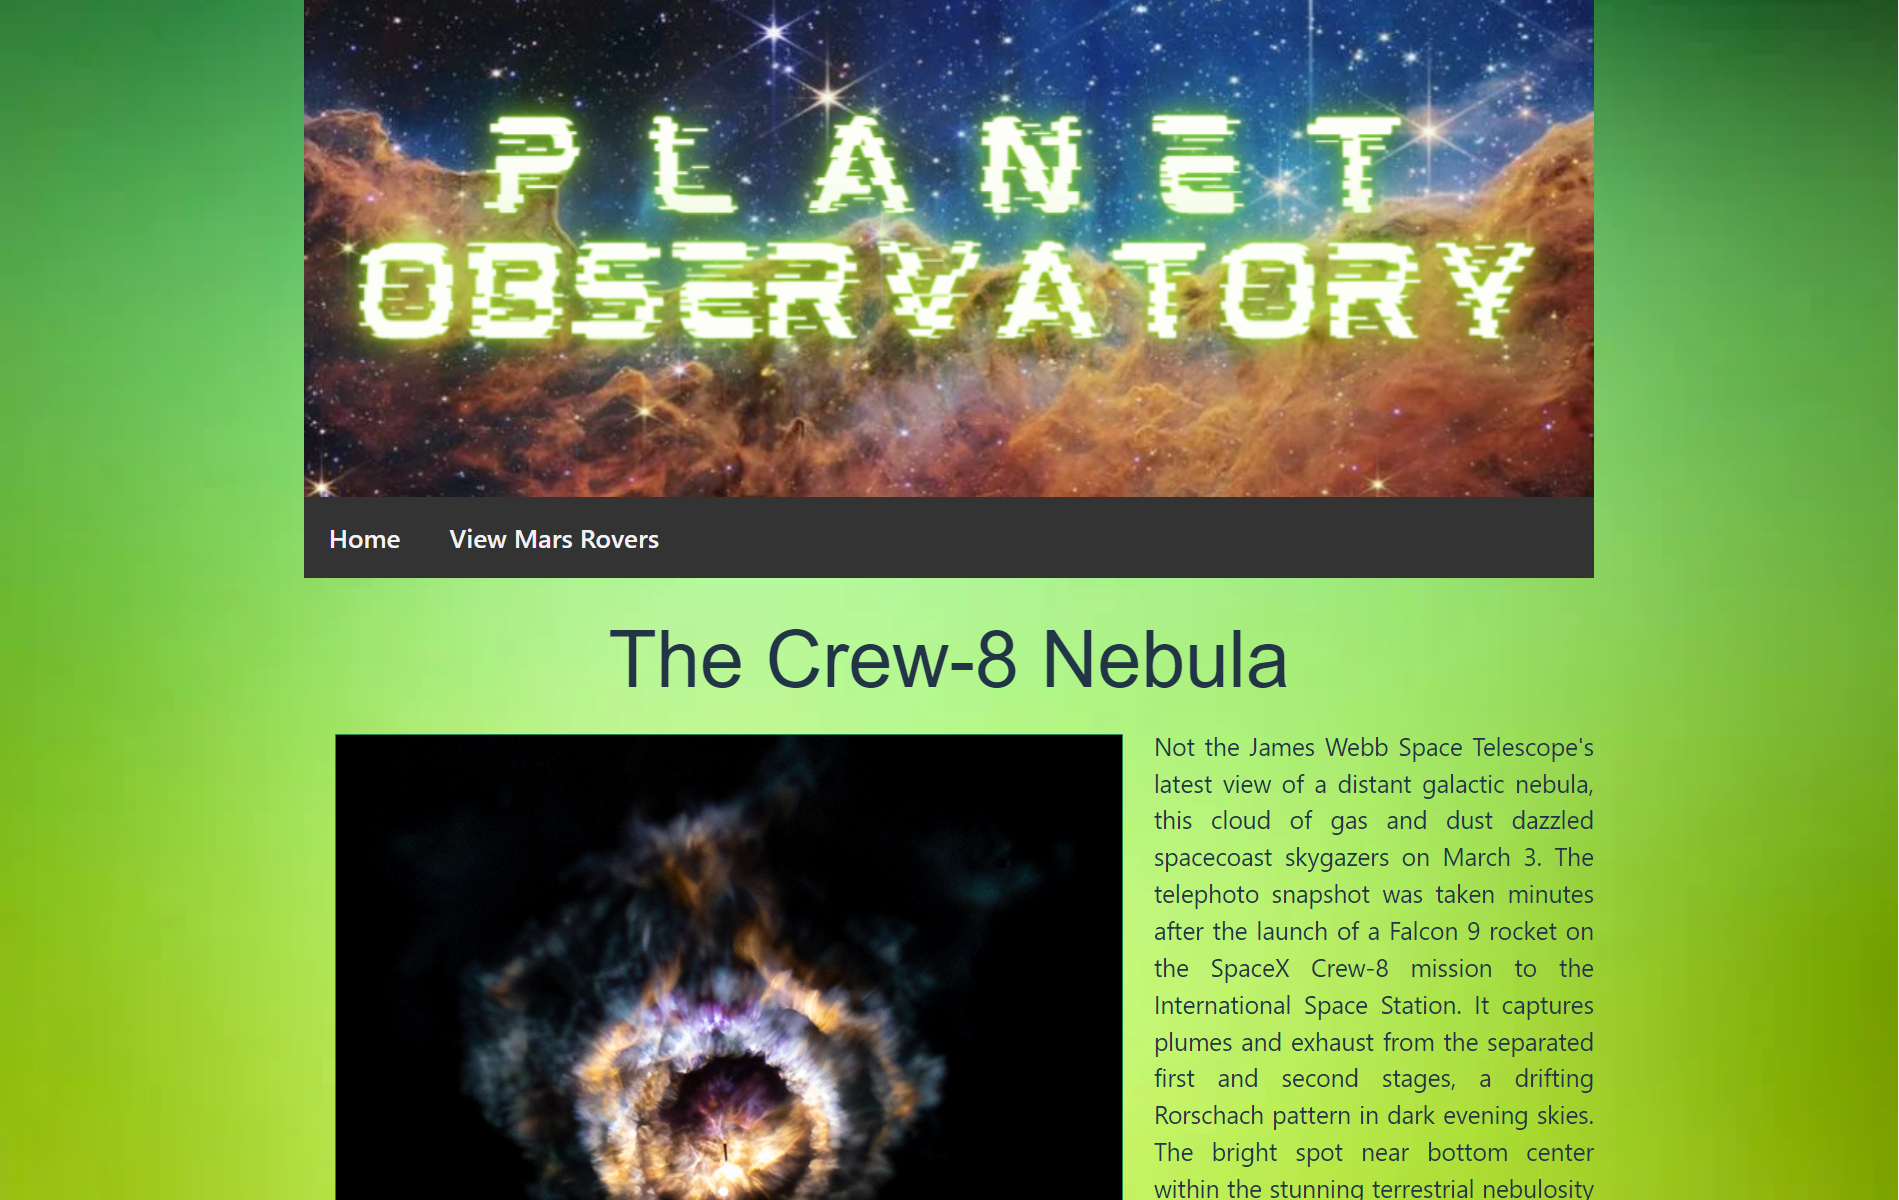 PLANET
OBSERVATORY
Home View Mars Rovers
The Crew-8 Nebula
Not the James Webb Space Telescope's
latest view of a distant galactic nebula,
this cloud of gas and dust dazzled
spacecoast skygazers on March 3. The
telephoto snapshot was taken minutes
after the launch of a Falcon 9 rocket on
the SpaceX Crew-8 mission to the
International Space Station. It captures
plumes and exhaust from the separated
first and second stages, a drifting
Rorschach pattern in dark evening skies.
The bright spot near bottom center
within the stunning terrestrial nebulosity